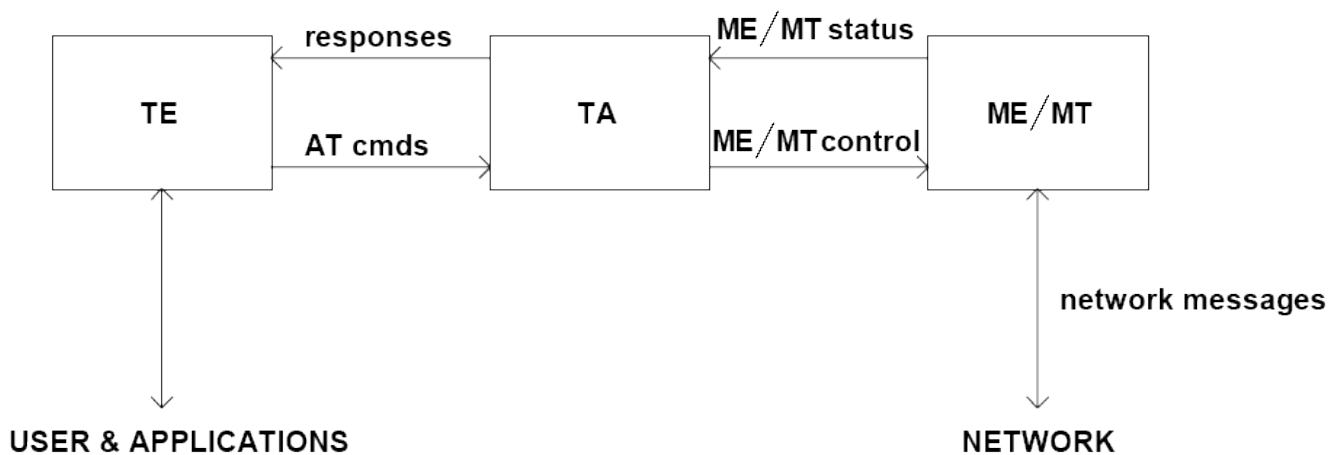 responses
ME/MT status
TE
TA
ME/MT
AT cmds
ME/MT control
network messages
USER & APPLICATIONS
NETWORK